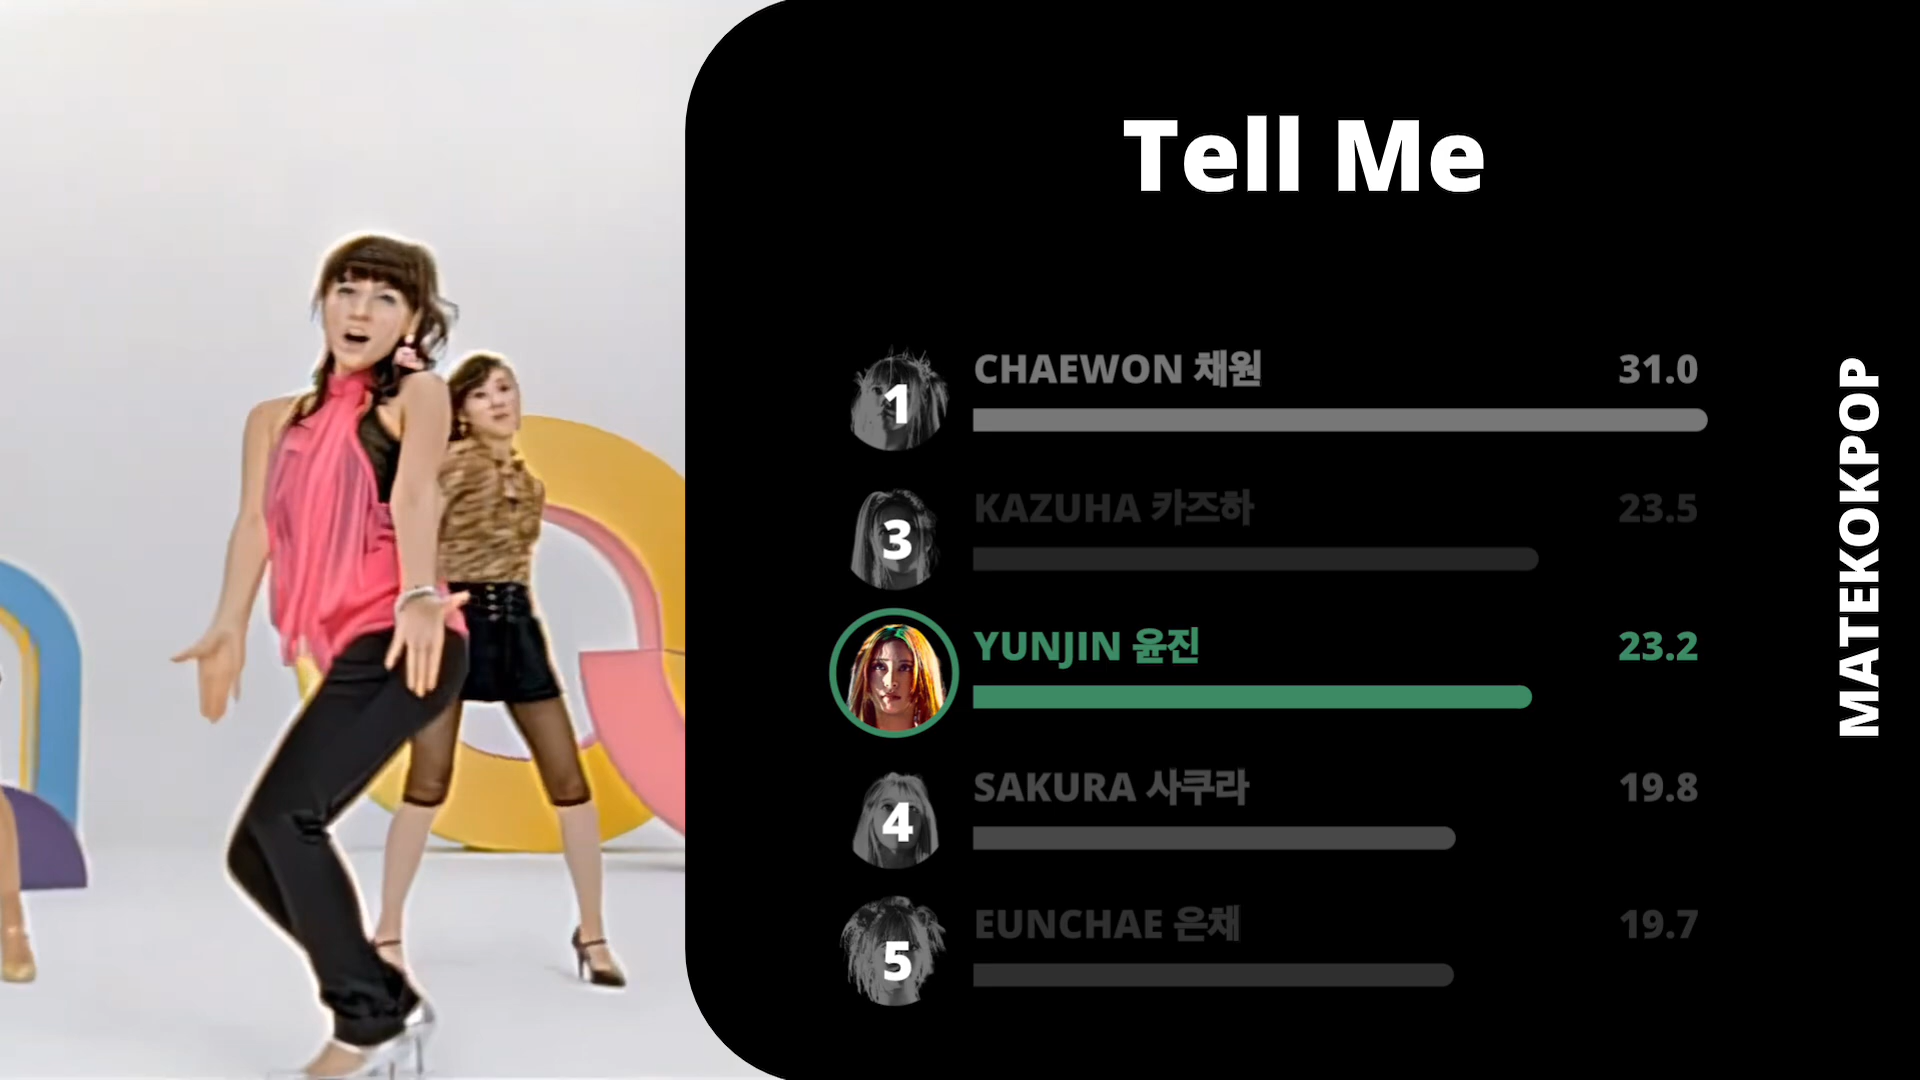 Tell Me
1
CHAEWON 채원
31.0
3
KAZUHA 카즈하
23.5
YUNJIN 윤진
23.2
4
SAKURA 사쿠라
19.8
5
EUNCHAE 은채
19.7
MATEKOKPOP